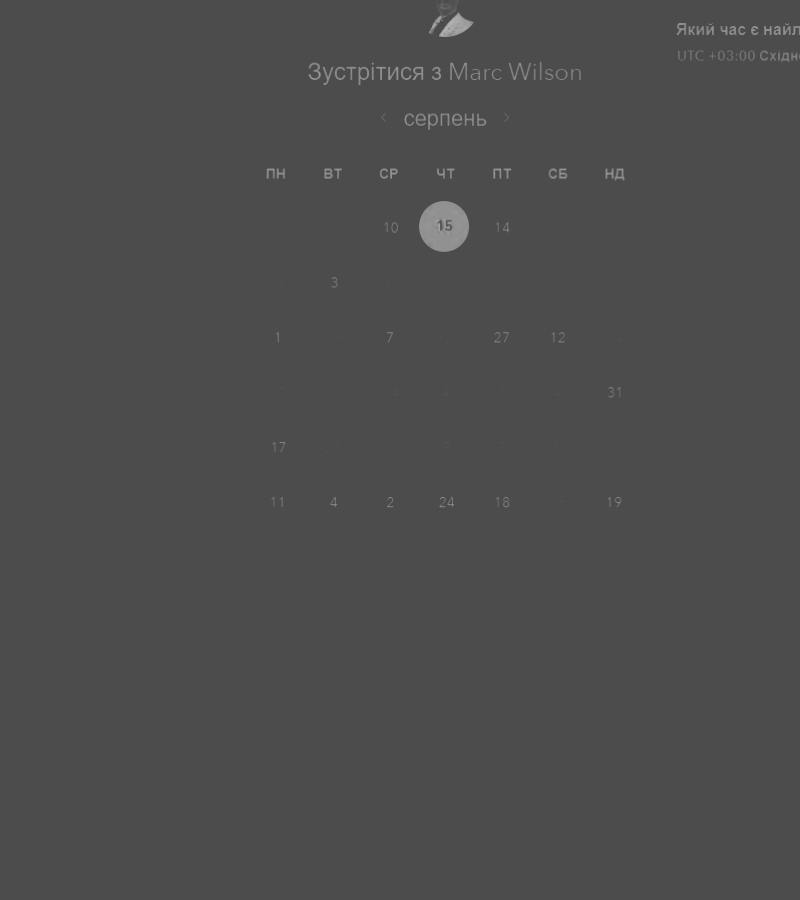 Який час є найл
Зустрітися з Marc Wilson
UTC +03:00 Східн
серпень
ПН ВТ СР ЧТ ПТ СБ НД
10 15 14
3
1 7 27 12
31
17
11 4 2 24 18 19